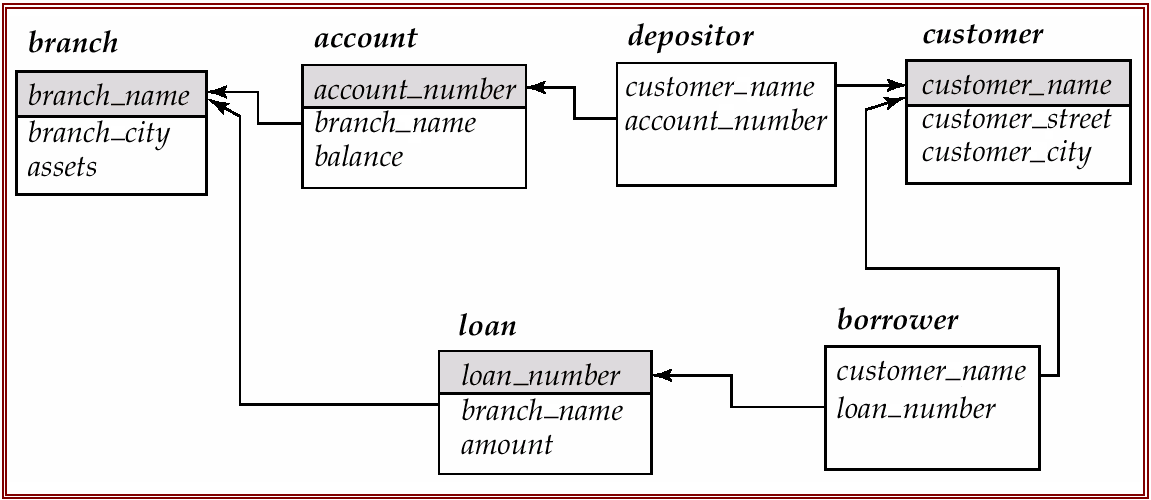 branch
branch_name
branch_city
assets
account
account_number
branch_name
balance
depositor
customer_name
account_number
customer
customer_name
customer_street
customer_city
loan
loan_number
branch_name
amount
borrower
customer_name
loan_number